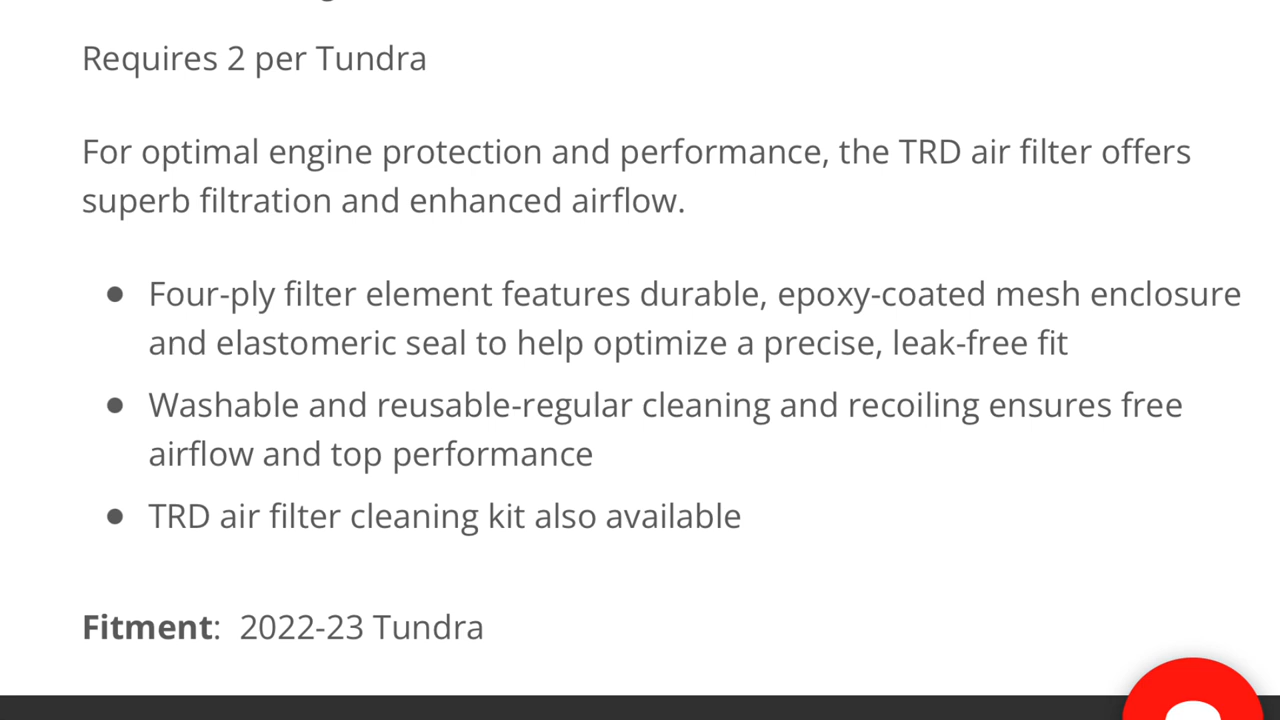 Requires 2 per Tundra
For optimal engine protection and performance, the TRD air filter offers
superb filtration and enhanced airflow.
● Four-ply filter element features durable, epoxy-coated mesh enclosure
and elastomeric seal to help optimize a precise, leak-free fit
● Washable and reusable-regular cleaning and recoiling ensures free
airflow and top performance
● TRD air filter cleaning kit also available
Fitment: 2022-23 Tundra